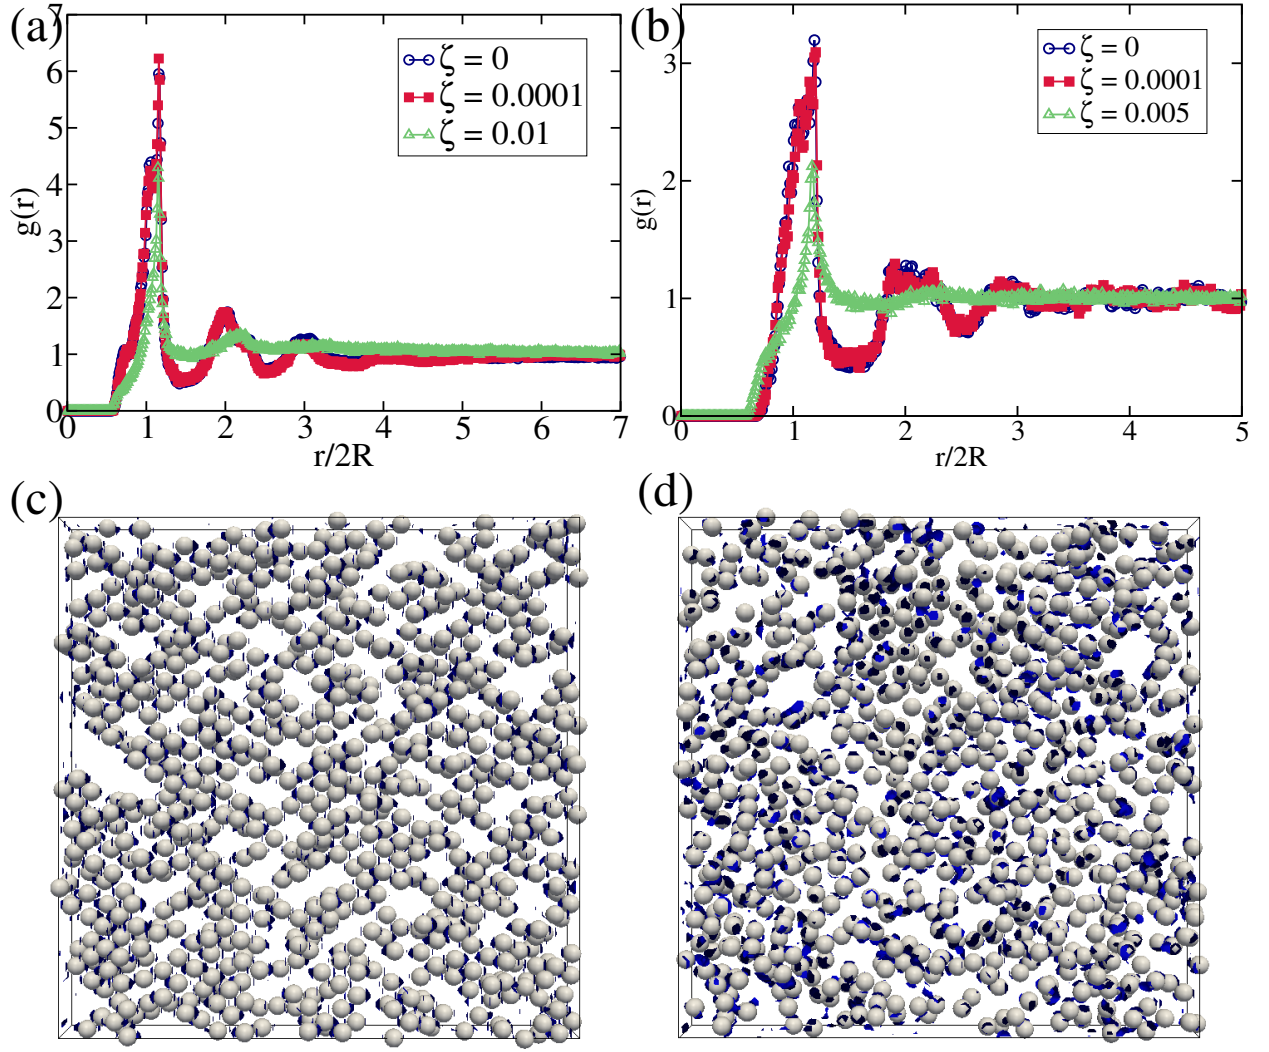 (a)
ζ = 0
ζ = 0.0001
ζ = 0.01
g(r)
7
6
5
4
3
2
1
0
0 1 2 3 4 5 6 7
r/2R
(b)
ζ = 0
ζ = 0.0001
ζ = 0.005
g(r)
3
2
1
0
0 1 2 3 4 5
r/2R
(c)
(d)